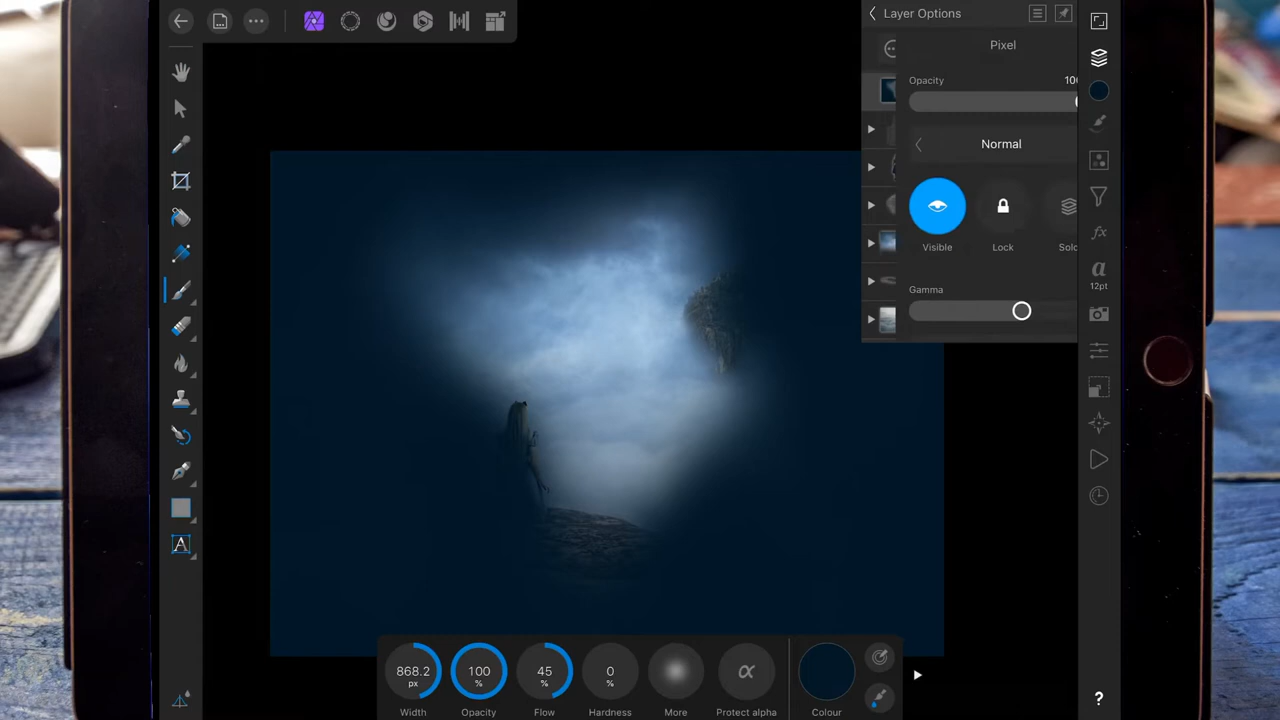 Layer Options
Pixel
Opacity 100
Normal
Visible
Lock
Solo
Gamma
A
a
12pt
868.2
px
100
%
45
%
0
%
α
Width
Opacity
Flow
Hardness
More
Protect alpha
Colour
?